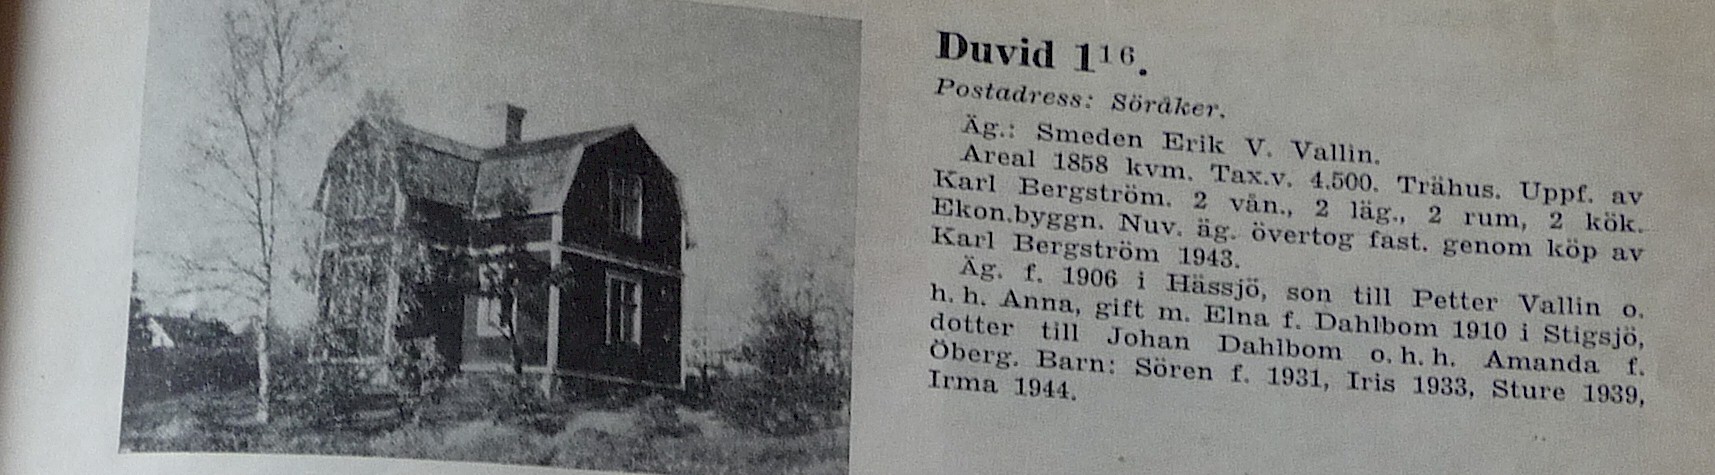 Duvid 1¹⁶.
Postadress: Söråker.
Äg.: Smeden Erik V. Vallin.
Areal 1858 kvm. Tax.v. 4.500. Trähus. Uppf. av
Karl Bergström. 2 vån., 2 läg., 2 rum, 2 kök.
Ekon.byggn. Nuv. äg. övertog fast. genom köp av
Karl Bergström 1943.
Äg. f. 1906 i Hässjö, son till Petter Vallin o.
h. h. Anna, gift m. Elna f. Dahlbom 1910 i Stigsjö,
dotter till Johan Dahlbom o. h. h. Amanda f.
Öberg. Barn: Sören f. 1931, Iris 1933, Sture 1939,
Irma 1944.